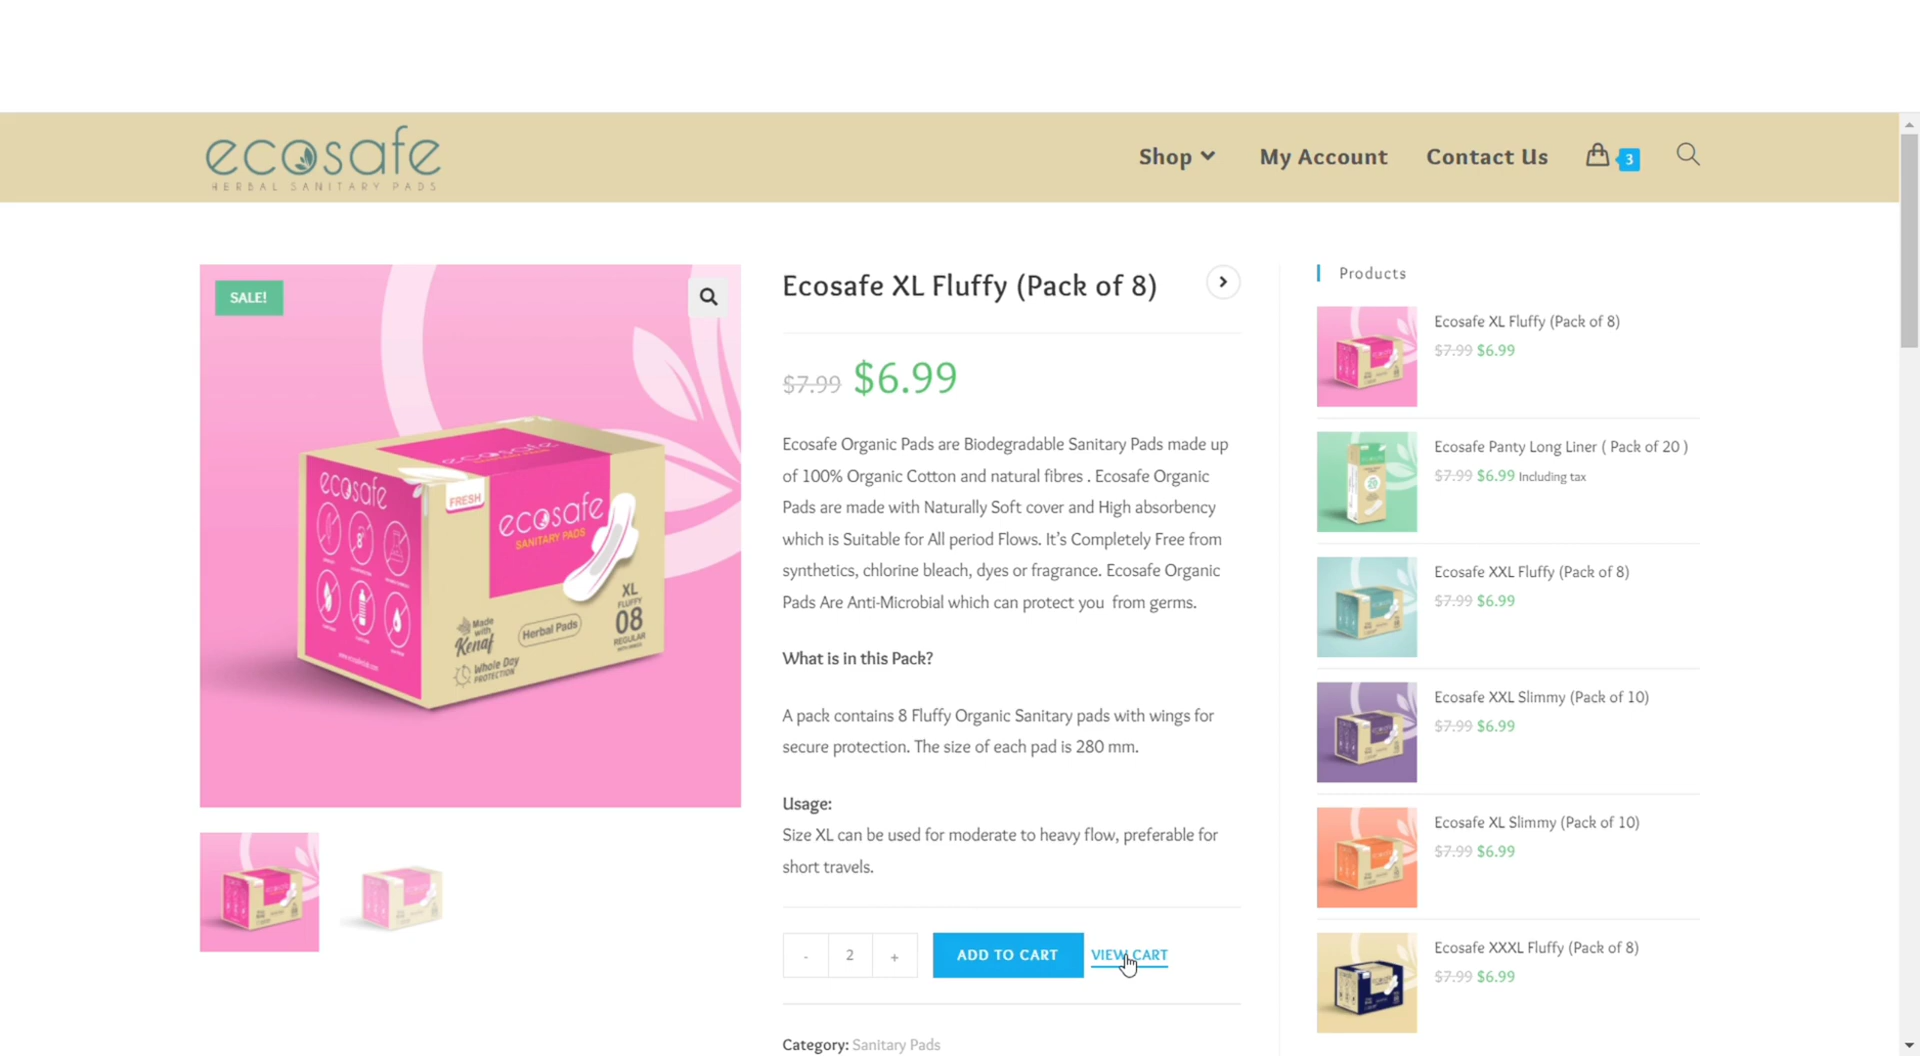 ecosafe
HERBAL SANITARY PADS
Shop
My Account
Contact Us
3
SALE!
ecosafe
FRESH
ecosafe
SANITARY PADS
XL
FLUFFY
08
REGULAR
Made
with
Kenaf
Herbal Pads
Whole Day
PROTECTION
Ecosafe XL Fluffy (Pack of 8)
$7.99 $6.99
Ecosafe Organic Pads are Biodegradable Sanitary Pads made up
of 100% Organic Cotton and natural fibres . Ecosafe Organic
Pads are made with Naturally Soft cover and High absorbency
which is Suitable for All period Flows. It’s Completely Free from
synthetics, chlorine bleach, dyes or fragrance. Ecosafe Organic
Pads Are Anti-Microbial which can protect you  from germs.
What is in this Pack?
A pack contains 8 Fluffy Organic Sanitary pads with wings for
secure protection. The size of each pad is 280 mm.
Usage:
Size XL can be used for moderate to heavy flow, preferable for
short travels.
- 2 +
ADD TO CART
VIEW CART
Category: Sanitary Pads
Products
Ecosafe XL Fluffy (Pack of 8)
$7.99 $6.99
Ecosafe Panty Long Liner ( Pack of 20 )
$7.99 $6.99 Including tax
Ecosafe XXL Fluffy (Pack of 8)
$7.99 $6.99
Ecosafe XXL Slimmy (Pack of 10)
$7.99 $6.99
Ecosafe XL Slimmy (Pack of 10)
$7.99 $6.99
Ecosafe XXXL Fluffy (Pack of 8)
$7.99 $6.99